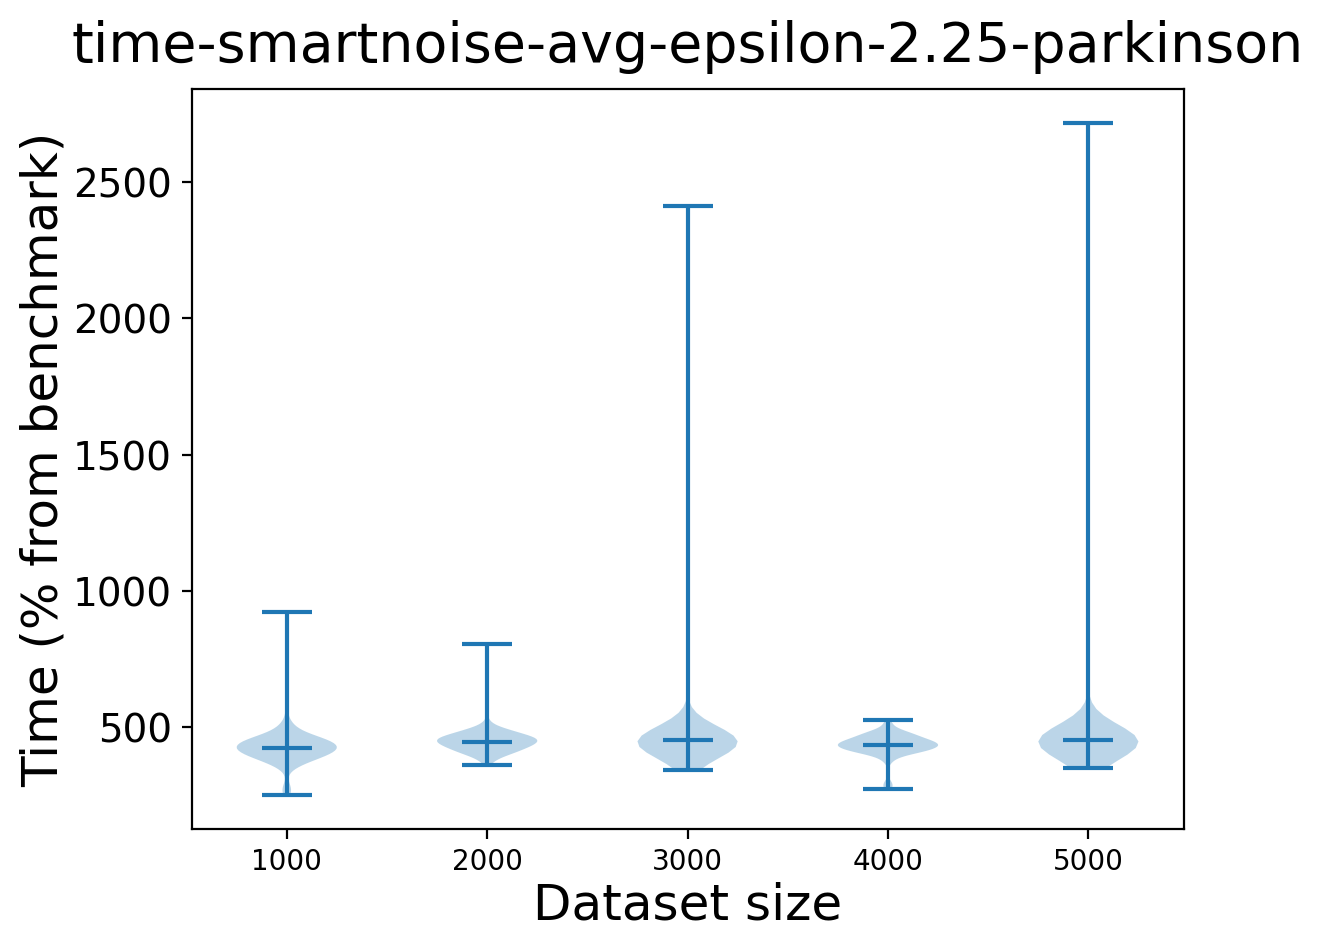 time-smartnoise-avg-epsilon-2.25-parkinson
Time (% from benchmark)
2500
2000
1500
1000
500
1000 2000 3000 4000 5000
Dataset size